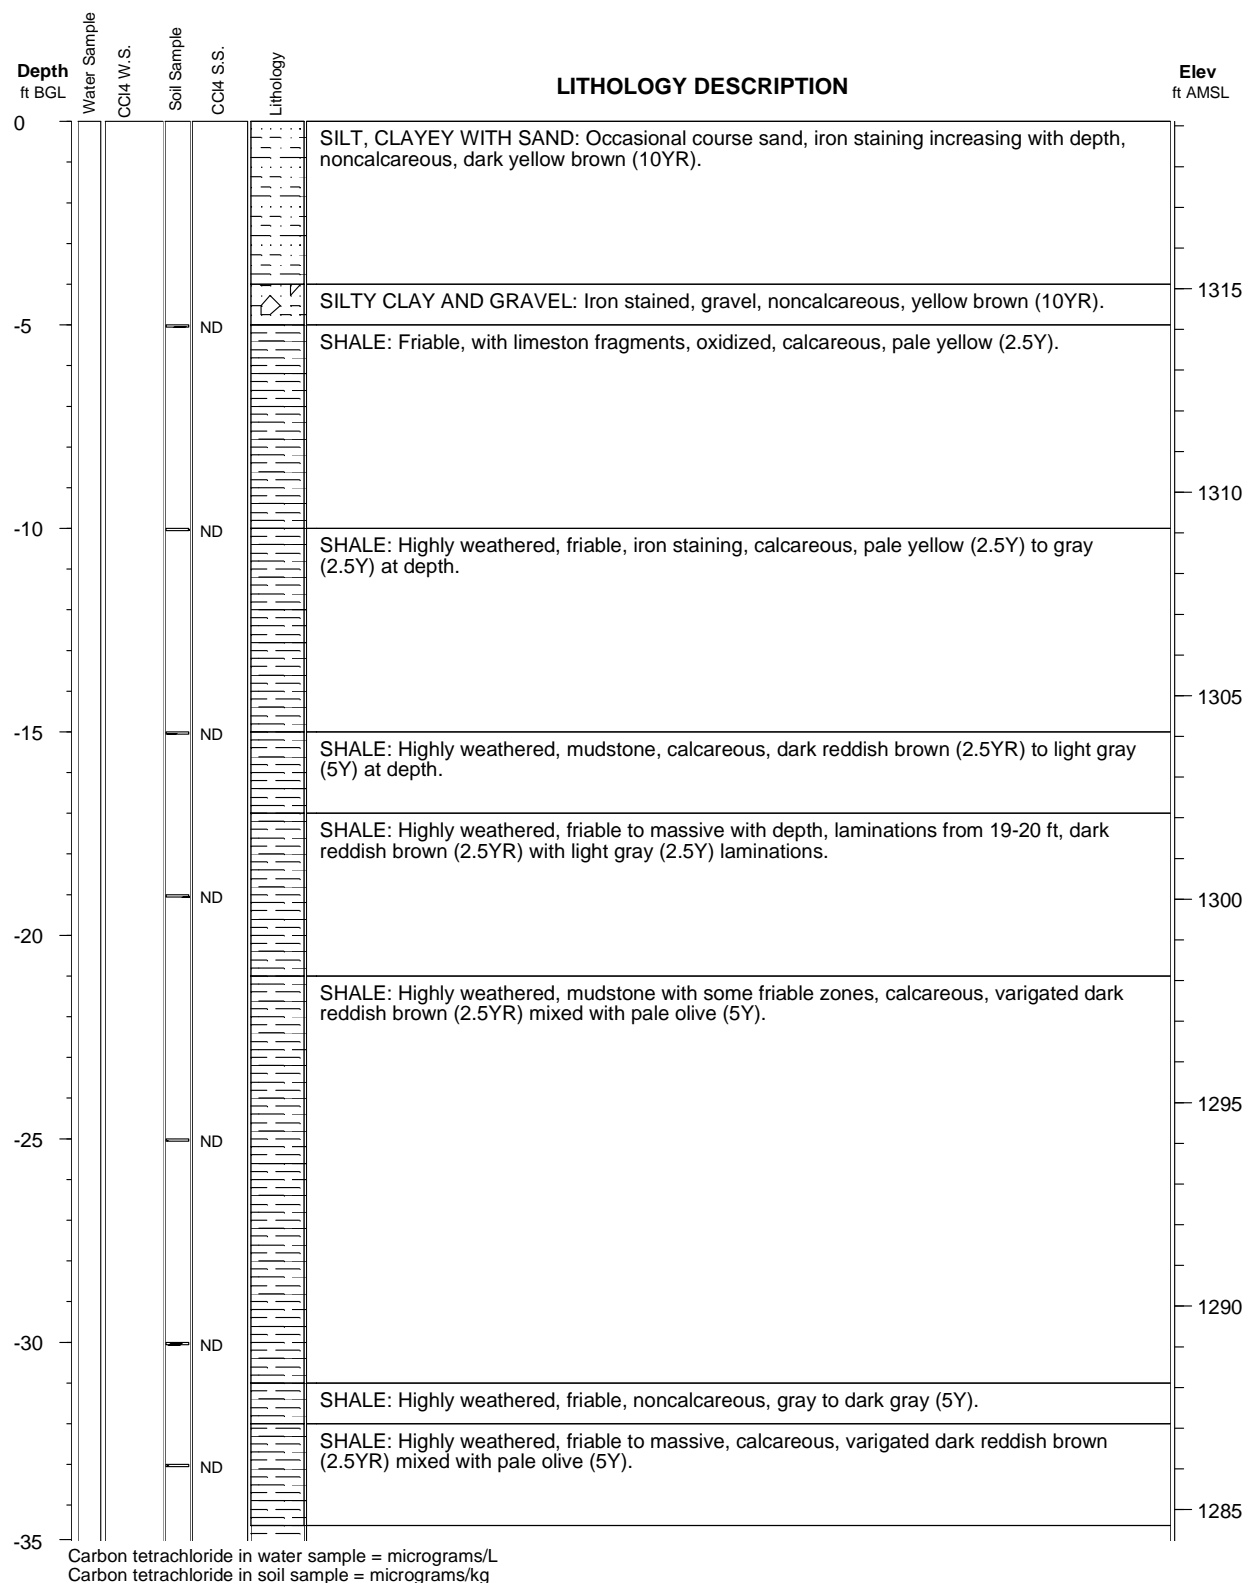 Depth
ft BGL
Water Sample
CCl4 W.S.
Soil Sample
CCl4 S.S.
Lithology
LITHOLOGY DESCRIPTION
Elev
ft AMSL
0
SILT, CLAYEY WITH SAND: Occasional course sand, iron staining increasing with depth,
noncalcareous, dark yellow brown (10YR).
SILTY CLAY AND GRAVEL: Iron stained, gravel, noncalcareous, yellow brown (10YR).
1315
-5
ND
SHALE: Friable, with limeston fragments, oxidized, calcareous, pale yellow (2.5Y).
1310
-10
ND
SHALE: Highly weathered, friable, iron staining, calcareous, pale yellow (2.5Y) to gray
(2.5Y) at depth.
1305
-15
ND
SHALE: Highly weathered, mudstone, calcareous, dark reddish brown (2.5YR) to light gray
(5Y) at depth.
SHALE: Highly weathered, friable to massive with depth, laminations from 19-20 ft, dark
reddish brown (2.5YR) with light gray (2.5Y) laminations.
ND
1300
-20
SHALE: Highly weathered, mudstone with some friable zones, calcareous, varigated dark
reddish brown (2.5YR) mixed with pale olive (5Y).
1295
-25
ND
1290
-30
ND
SHALE: Highly weathered, friable, noncalcareous, gray to dark gray (5Y).
SHALE: Highly weathered, friable to massive, calcareous, varigated dark reddish brown
(2.5YR) mixed with pale olive (5Y).
ND
1285
-35
Carbon tetrachloride in water sample = micrograms/L
Carbon tetrachloride in soil sample = micrograms/kg